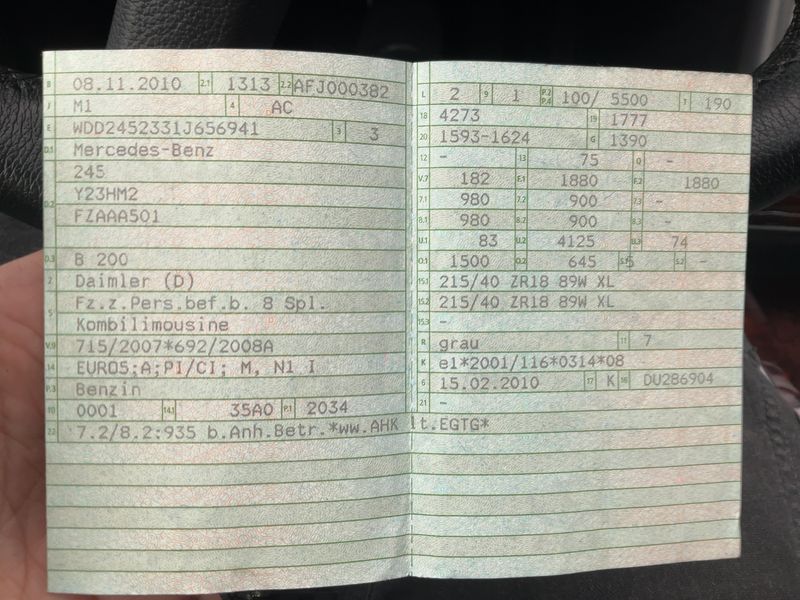 B 08.11.2010 2.1 1313 2.2 AFJ000382
J M1 4 AC
E WDD2452331J656941 3 3
D.1 Mercedes-Benz
245
D.2 Y23HM2
FZAAA501
D.3 B 200
2 Daimler (D)
5 Fz.z.Pers.bef.b. 8 Spl.
Kombilimousine
V.9 715/2007*692/2008A
14 EURO5;A;PI/CI; M, N1 I
P.3 Benzin
10 0001 14.1 35A0 P.1 2034
22 7.2/8.2:935 b.Anh.Betr.*ww.AHK lt.EGTG*
L 2 9 1 P.2 P.4 100/ 5500 T 190
18 4273 19 1777
20 1593-1624 G 1390
12 - 13 75 Q -
V.7 182 F.1 1880 F.2 1880
7.1 980 7.2 900 7.3 -
8.1 980 8.2 900 8.3 -
U.1 83 U.2 4125 U.3 74
O.1 1500 O.2 645 S.1 5 S.2 -
15.1 215/40 ZR18 89W XL
15.2 215/40 ZR18 89W XL
15.3 -
R grau 11 7
K e1*2001/116*0314*08
6 15.02.2010 17 K 16 DU286904
21 -